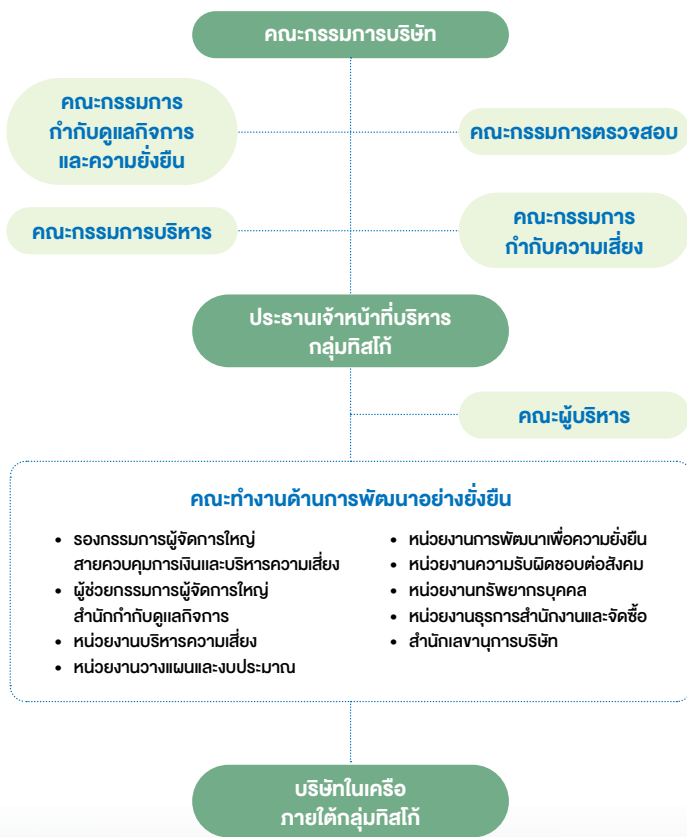 คณะกรรมการบริษัท
คณะกรรมการ
กำกับดูแลกิจการ
และความยั่งยืน
คณะกรรมการตรวจสอบ
คณะกรรมการบริหาร
คณะกรรมการ
กำกับความเสี่ยง
ประธานเจ้าหน้าที่บริหาร
กลุ่มทิสโก้
คณะผู้บริหาร
คณะทำงานด้านการพัฒนาอย่างยั่งยืน
• รองกรรมการผู้จัดการใหญ่
สายควบคุมการเงินและบริหารความเสี่ยง
• ผู้ช่วยกรรมการผู้จัดการใหญ่
สำนักกำกับดูแลกิจการ
• หน่วยงานบริหารความเสี่ยง
• หน่วยงานวางแผนและงบประมาณ
• หน่วยงานการพัฒนาเพื่อความยั่งยืน
• หน่วยงานความรับผิดชอบต่อสังคม
• หน่วยงานทรัพยากรบุคคล
• หน่วยงานธุรการสำนักงานและจัดซื้อ
• สำนักเลขานุการบริษัท
บริษัทในเครือ
ภายใต้กลุ่มทิสโก้